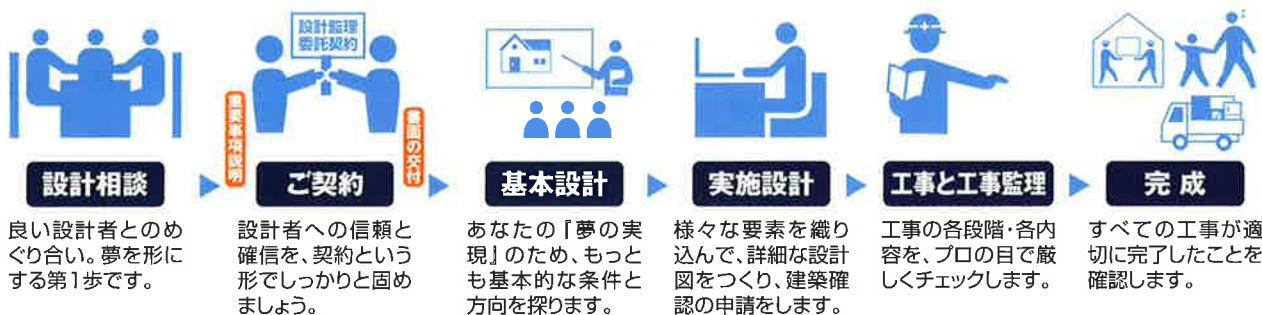 設計相談
良い設計者とのめ
ぐり合い。夢を形に
する第1歩です。
設計監理
委託契約
重要事項説明
書面の交付
ご契約
設計者への信頼と
確信を、契約という
形でしっかりと固め
ましょう。
基本設計
あなたの『夢の実
現』のため、もっと
も基本的な条件と
方向を探ります。
実施設計
様々な要素を織り
込んで、詳細な設計
図をつくり、建築確
認の申請をします。
工事と工事監理
工事の各段階・各内
容を、プロの目で厳
しくチェックします。
完成
すべての工事が適
切に完了したことを
確認します。